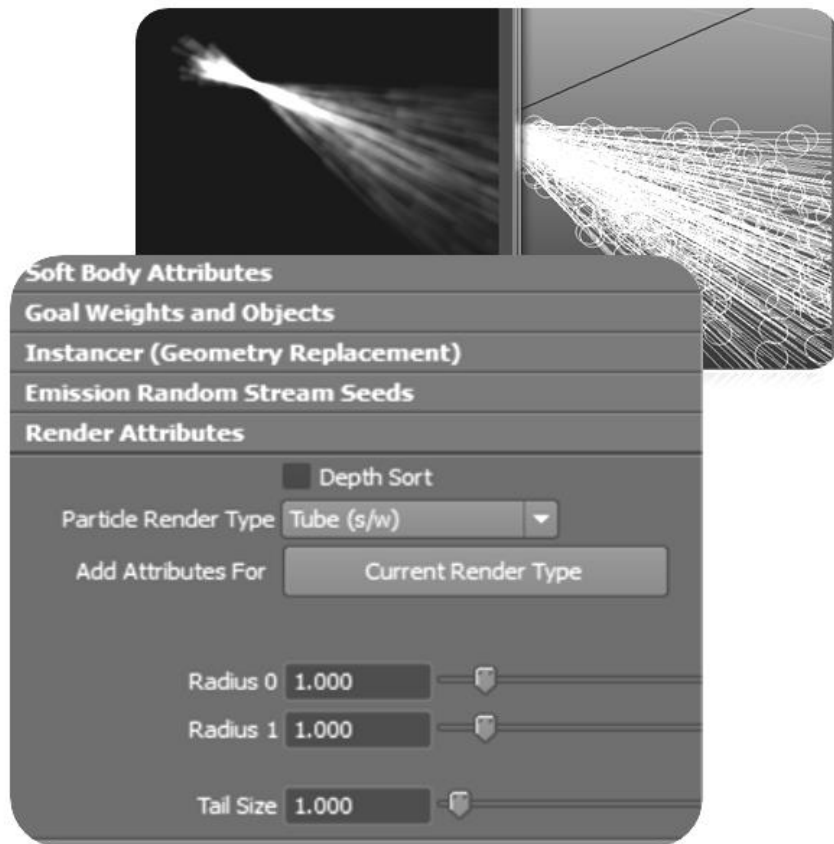 Soft Body Attributes
Goal Weights and Objects
Instancer (Geometry Replacement)
Emission Random Stream Seeds
Render Attributes
Depth Sort
Particle Render Type Tube (s/w)
Add Attributes For Current Render Type
Radius 0 1.000
Radius 1 1.000
Tail Size 1.000